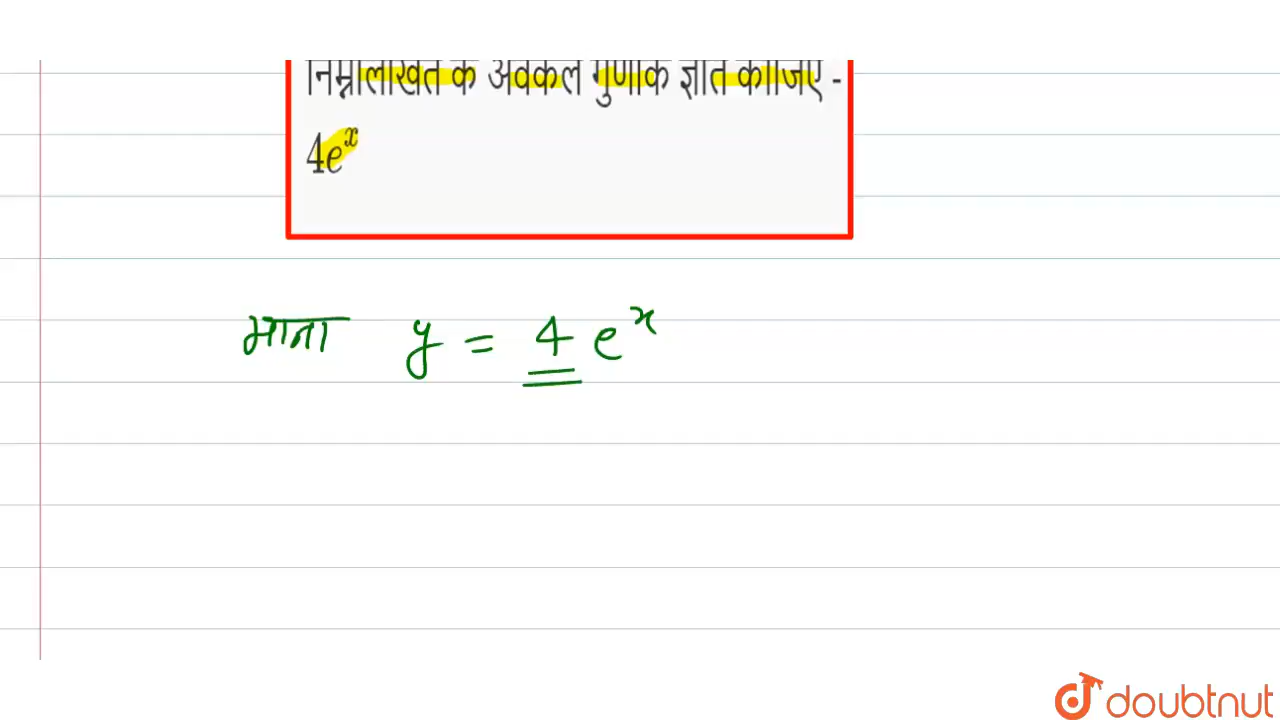 निम्नलिखित के अवकल गुणांक ज्ञात कीजिए -
4e^x
माना y = 4 e^x
doubtnut